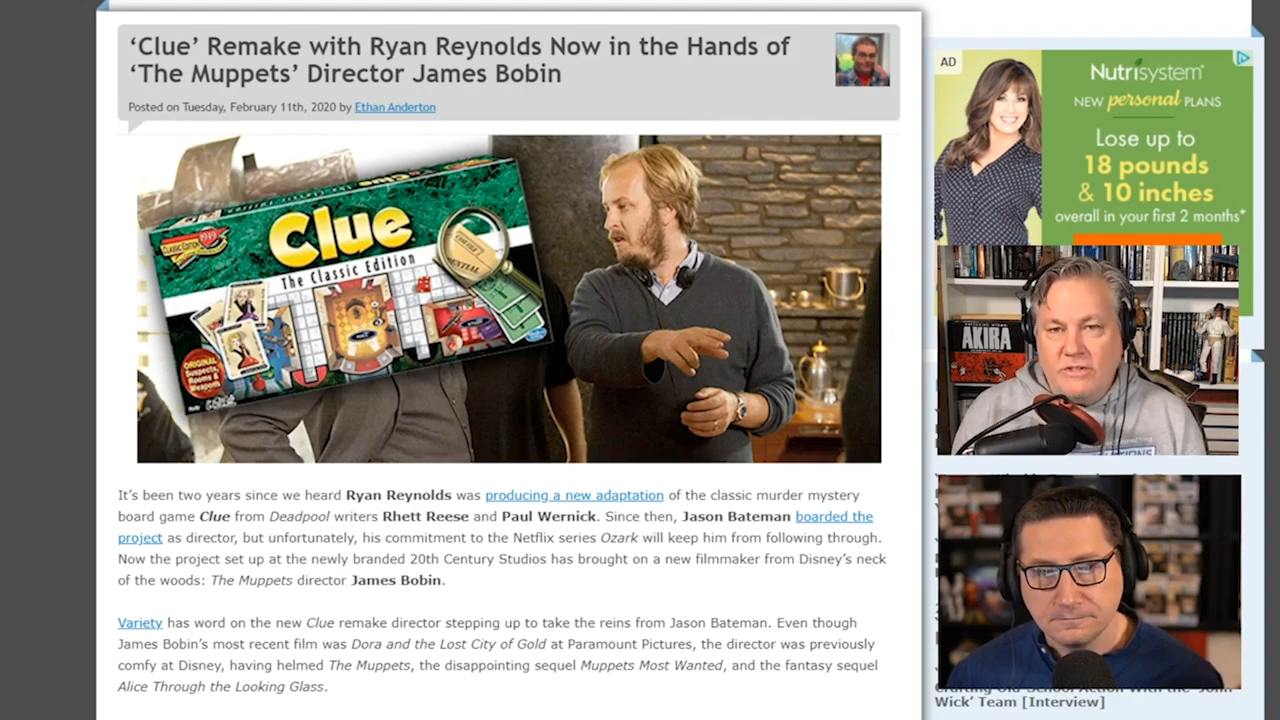 ‘Clue’ Remake with Ryan Reynolds Now in the Hands of
‘The Muppets’ Director James Bobin
Posted on Tuesday, February 11th, 2020 by Ethan Anderton
Clue
The Classic Edition
ORIGINAL
Suspects,
Rooms &
Weapons
It’s been two years since we heard Ryan Reynolds was producing a new adaptation of the classic murder mystery
board game Clue from Deadpool writers Rhett Reese and Paul Wernick. Since then, Jason Bateman boarded the
project as director, but unfortunately, his commitment to the Netflix series Ozark will keep him from following through.
Now the project set up at the newly branded 20th Century Studios has brought on a new filmmaker from Disney’s neck
of the woods: The Muppets director James Bobin.
Variety has word on the new Clue remake director stepping up to take the reins from Jason Bateman. Even though
James Bobin’s most recent film was Dora and the Lost City of Gold at Paramount Pictures, the director was previously
comfy at Disney, having helmed The Muppets, the disappointing sequel Muppets Most Wanted, and the fantasy sequel
Alice Through the Looking Glass.
AD
Nutrisystem®
NEW personal PLANS
Lose up to
18 pounds
& 10 inches
overall in your first 2 months*
AKIRA
Wick’ Team [Interview]